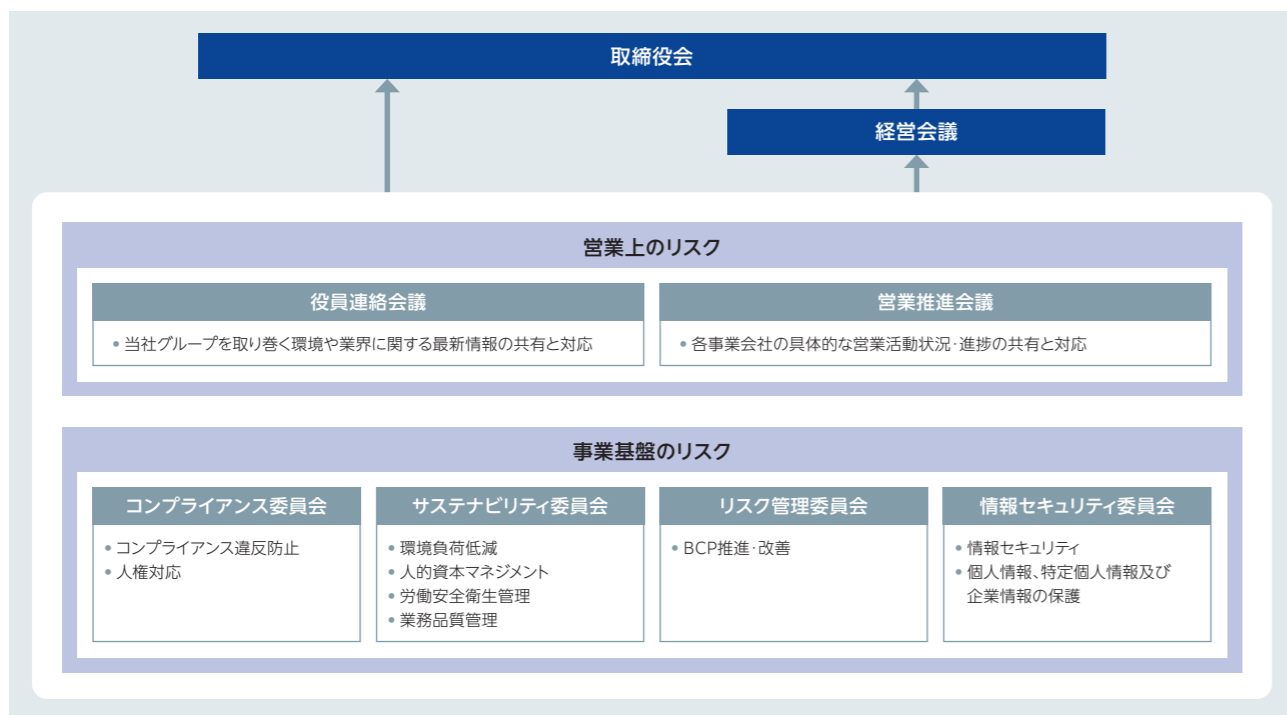 取締役会
経営会議
営業上のリスク
役員連絡会議
• 当社グループを取り巻く環境や業界に関する最新情報の共有と対応
営業推進会議
• 各事業会社の具体的な営業活動状況・進捗の共有と対応
事業基盤のリスク
コンプライアンス委員会
• コンプライアンス違反防止
• 人権対応
サステナビリティ委員会
• 環境負荷低減
• 人的資本マネジメント
• 労働安全衛生管理
• 業務品質管理
リスク管理委員会
• BCP推進・改善
情報セキュリティ委員会
• 情報セキュリティ
• 個人情報、特定個人情報及び
企業情報の保護